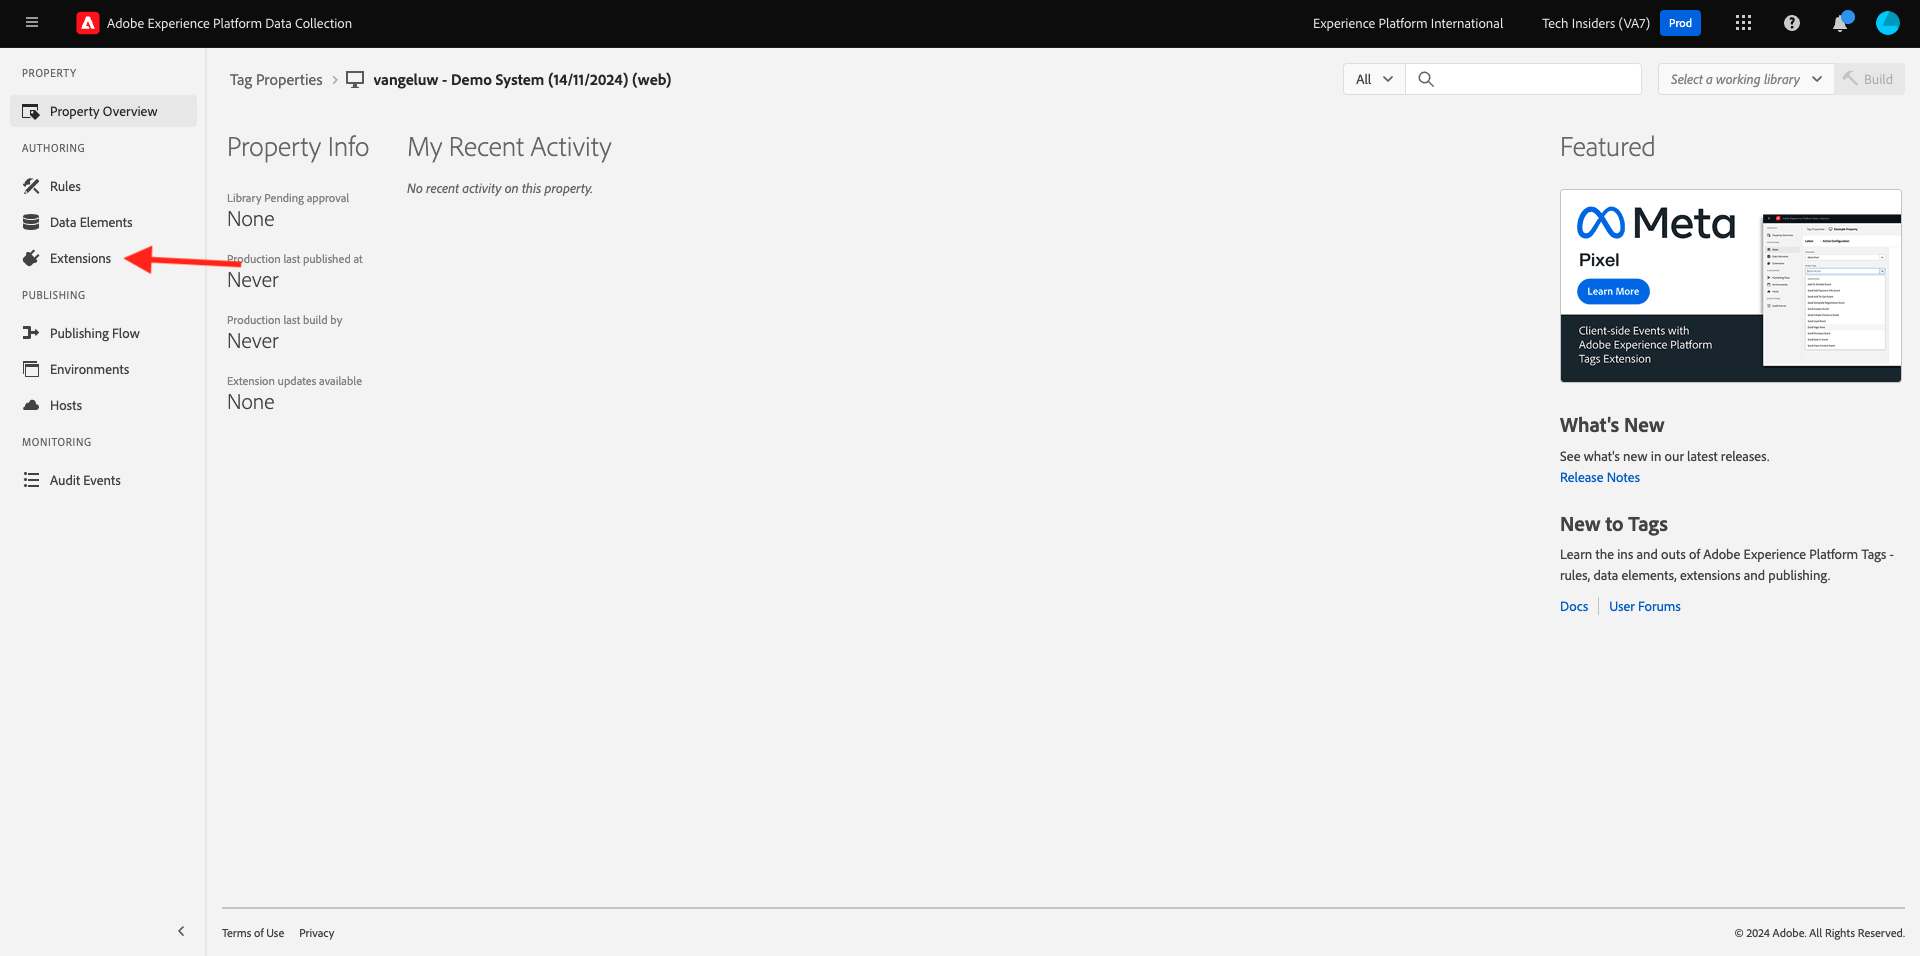 Adobe Experience Platform Data Collection
Experience Platform International
Tech Insiders (VA7)
Prod
PROPERTY
Property Overview
AUTHORING
Rules
Data Elements
Extensions
PUBLISHING
Publishing Flow
Environments
Hosts
MONITORING
Audit Events
Tag Properties
vangeluw - Demo System (14/11/2024) (web)
All
Select a working library
Build
Property Info
Library Pending approval
None
Production last published at
Never
Production last build by
Never
Extension updates available
None
My Recent Activity
No recent activity on this property.
Featured
Meta
Pixel
Learn More
Client-side Events with
Adobe Experience Platform
Tags Extension
What's New
See what's new in our latest releases.
Release Notes
New to Tags
Learn the ins and outs of Adobe Experience Platform Tags -
rules, data elements, extensions and publishing.
Docs
User Forums
Terms of Use
Privacy
© 2024 Adobe. All Rights Reserved.